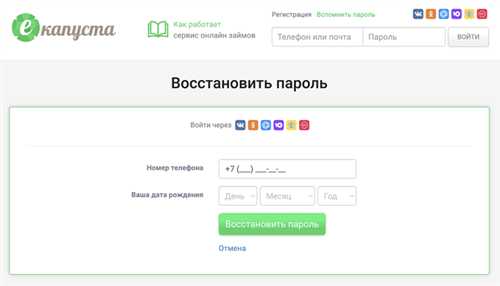 екапуста
Как работает
сервис онлайн займов
Регистрация Вспомнить пароль
Телефон или почта Пароль ВОЙТИ
Восстановить пароль
Войти через
Номер телефона +7 (___) ___-__-__
Ваша дата рождения День Месяц Год
Восстановить пароль
Отмена